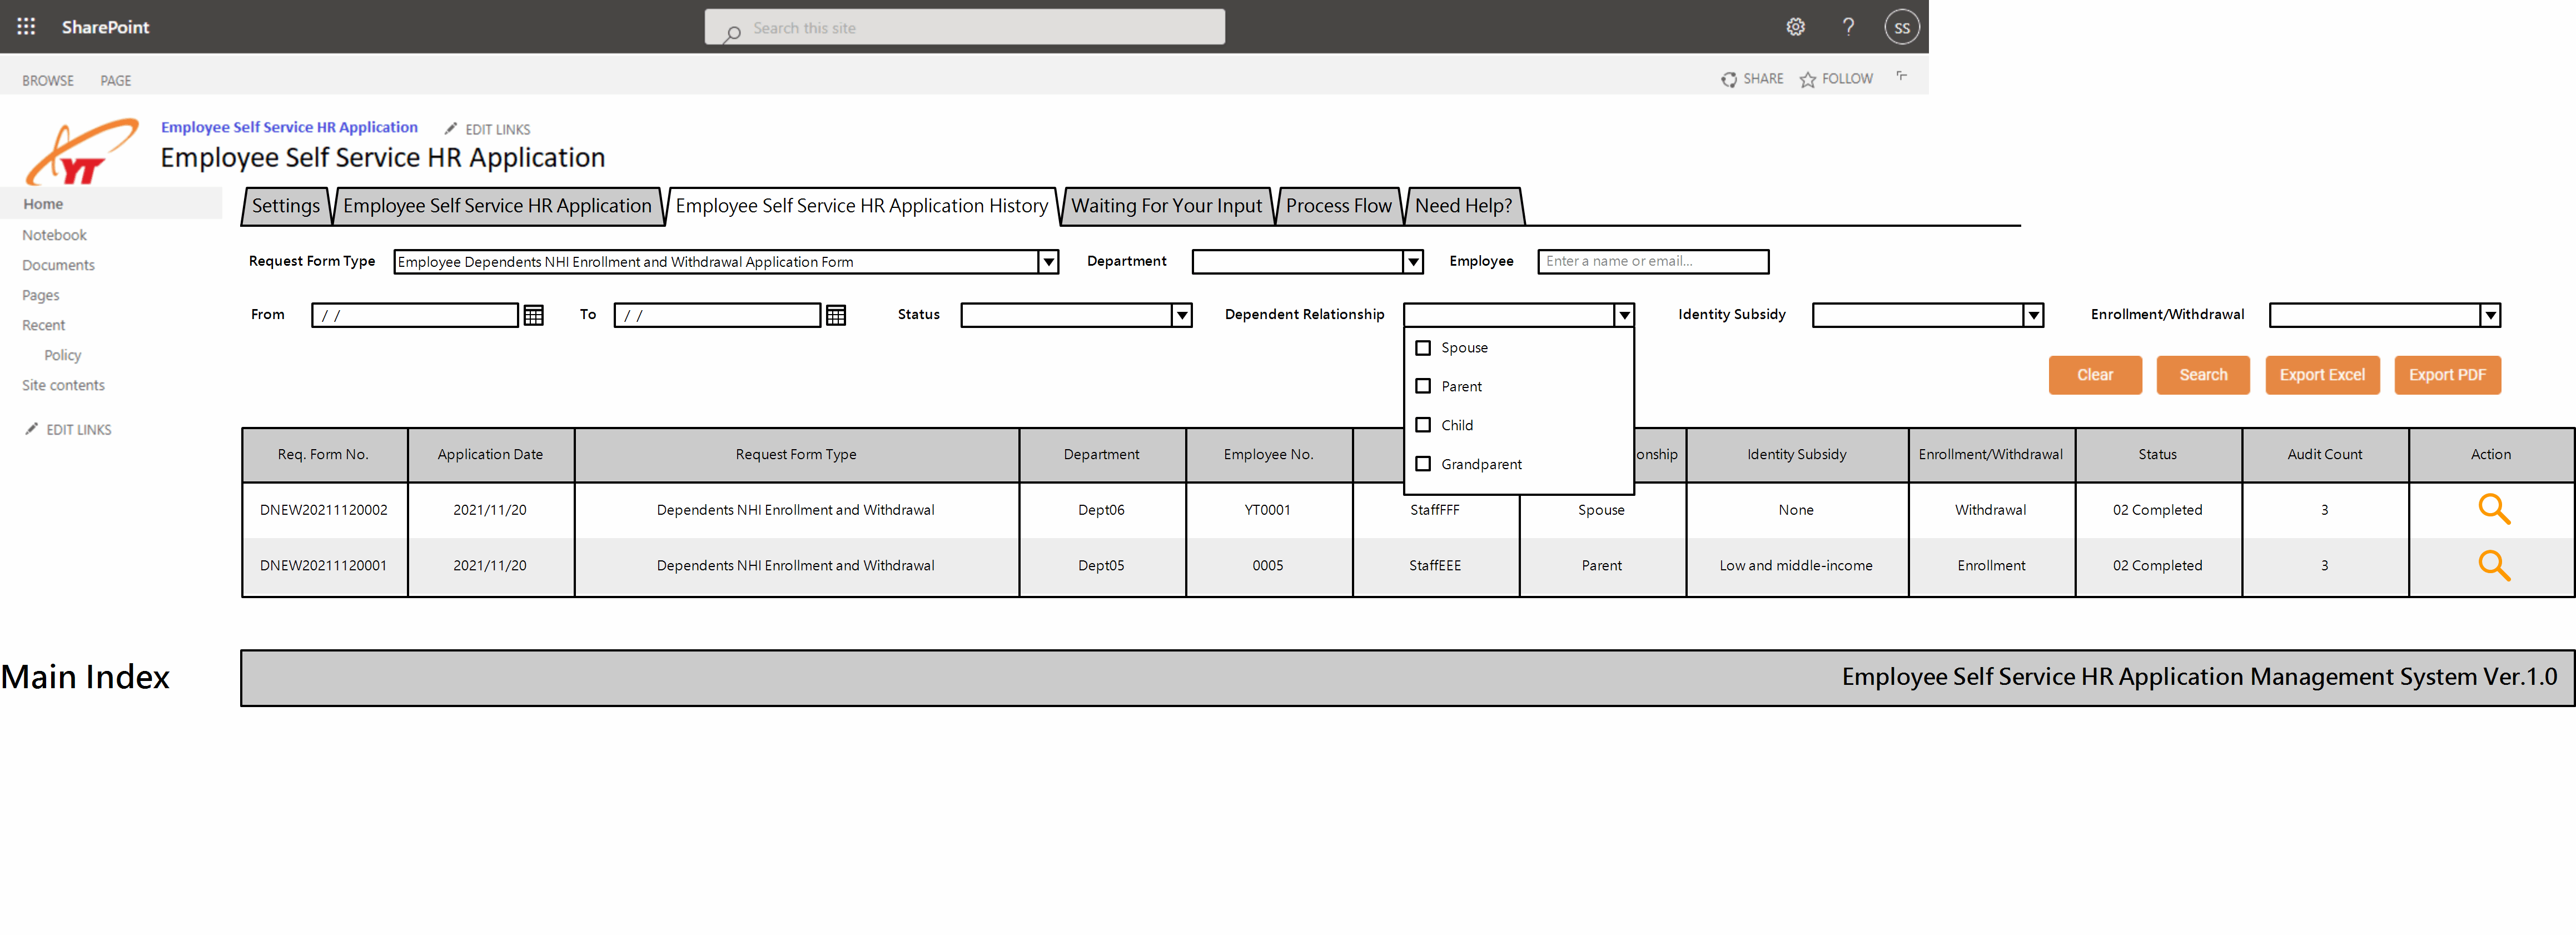 SharePoint
Search this site
?
SS
BROWSE PAGE
SHARE FOLLOW
Employee Self Service HR Application EDIT LINKS
Employee Self Service HR Application
YT
Home
Notebook
Documents
Pages
Recent
Policy
Site contents
EDIT LINKS
Settings Employee Self Service HR Application Employee Self Service HR Application History Waiting For Your Input Process Flow Need Help?
Request Form Type Employee Dependents NHI Enrollment and Withdrawal Application Form Department Employee Enter a name or email...
From / / To / / Status Dependent Relationship Identity Subsidy Enrollment/Withdrawal
Spouse
Parent
Child
Grandparent
Clear Search Export Excel Export PDF
Req. Form No. Application Date Request Form Type Department Employee No. onship Identity Subsidy Enrollment/Withdrawal Status Audit Count Action
DNEW20211120002 2021/11/20 Dependents NHI Enrollment and Withdrawal Dept06 YT0001 StaffFFF Spouse None Withdrawal 02 Completed 3
DNEW20211120001 2021/11/20 Dependents NHI Enrollment and Withdrawal Dept05 0005 StaffEEE Parent Low and middle-income Enrollment 02 Completed 3
Main Index
Employee Self Service HR Application Management System Ver.1.0